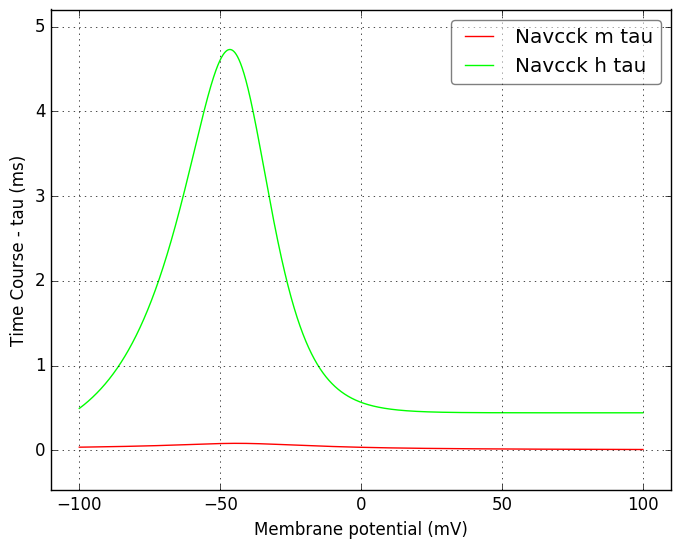 Navcck m tau
Navcck h tau
5
4
3
2
1
0
Time Course - tau (ms)
−100
−50
0
50
100
Membrane potential (mV)